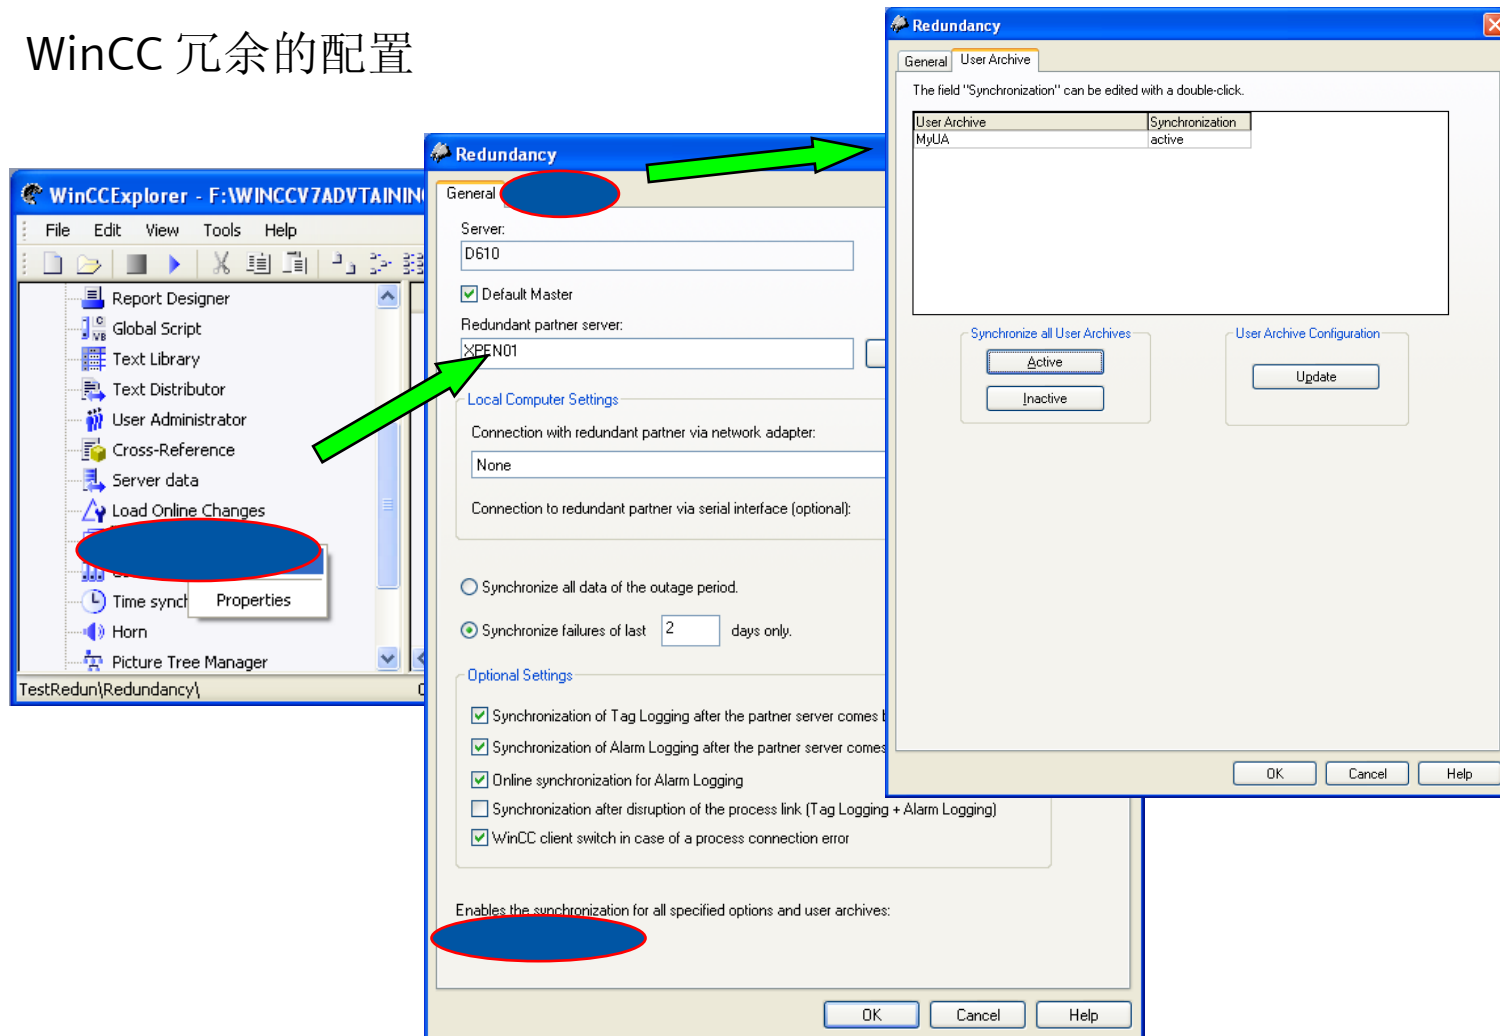 WinCC 冗余的配置
WinCCExplorer - F:\WINCCV7ADVTAININ
File Edit View Tools Help
Report Designer
Global Script
Text Library
Text Distributor
User Administrator
Cross-Reference
Server data
Load Online Changes
Time synch
Properties
Horn
Picture Tree Manager
TestRedun\Redundancy\
Redundancy
General
Server:
D610
Default Master
Redundant partner server:
XPEN01
Local Computer Settings
Connection with redundant partner via network adapter:
None
Connection to redundant partner via serial interface (optional):
Synchronize all data of the outage period.
Synchronize failures of last 2 days only.
Optional Settings
Synchronization of Tag Logging after the partner server comes
Synchronization of Alarm Logging after the partner server comes
Online synchronization for Alarm Logging
Synchronization after disruption of the process link (Tag Logging + Alarm Logging)
WinCC client switch in case of a process connection error
Enables the synchronization for all specified options and user archives:
OK Cancel Help
Redundancy
General User Archive
The field "Synchronization" can be edited with a double-click.
User Archive Synchronization
MyUA active
Synchronize all User Archives User Archive Configuration
Active
Update
Inactive
OK Cancel Help